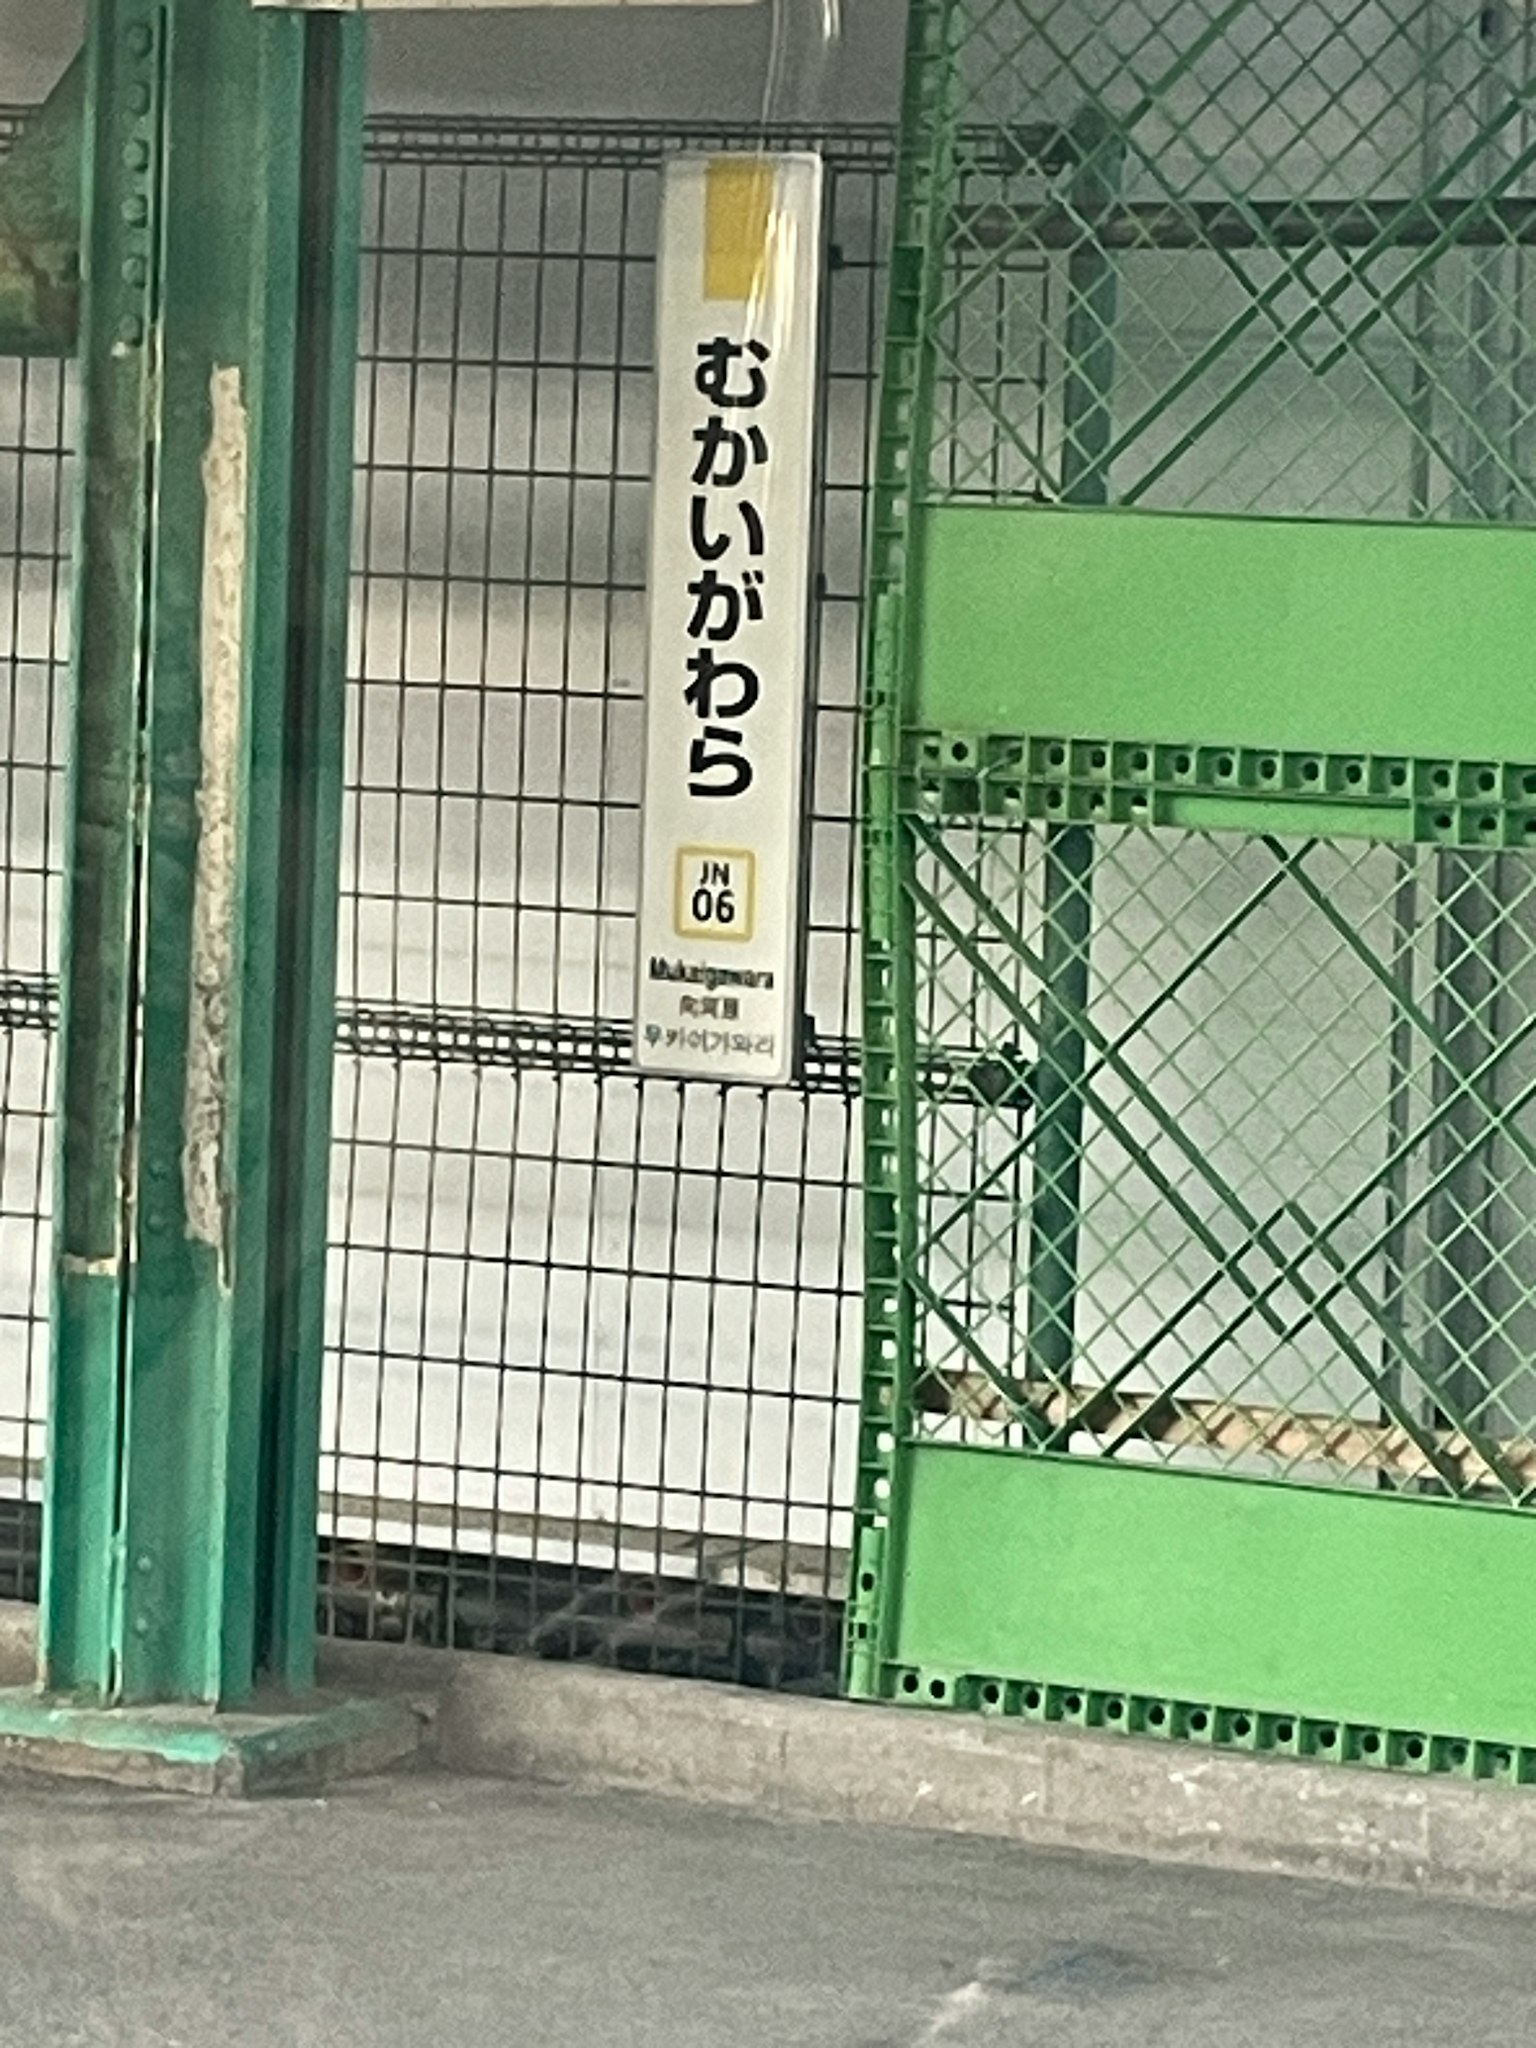 むかいがわら
JN
06
Mukaigawara
向河原
무카이가와라